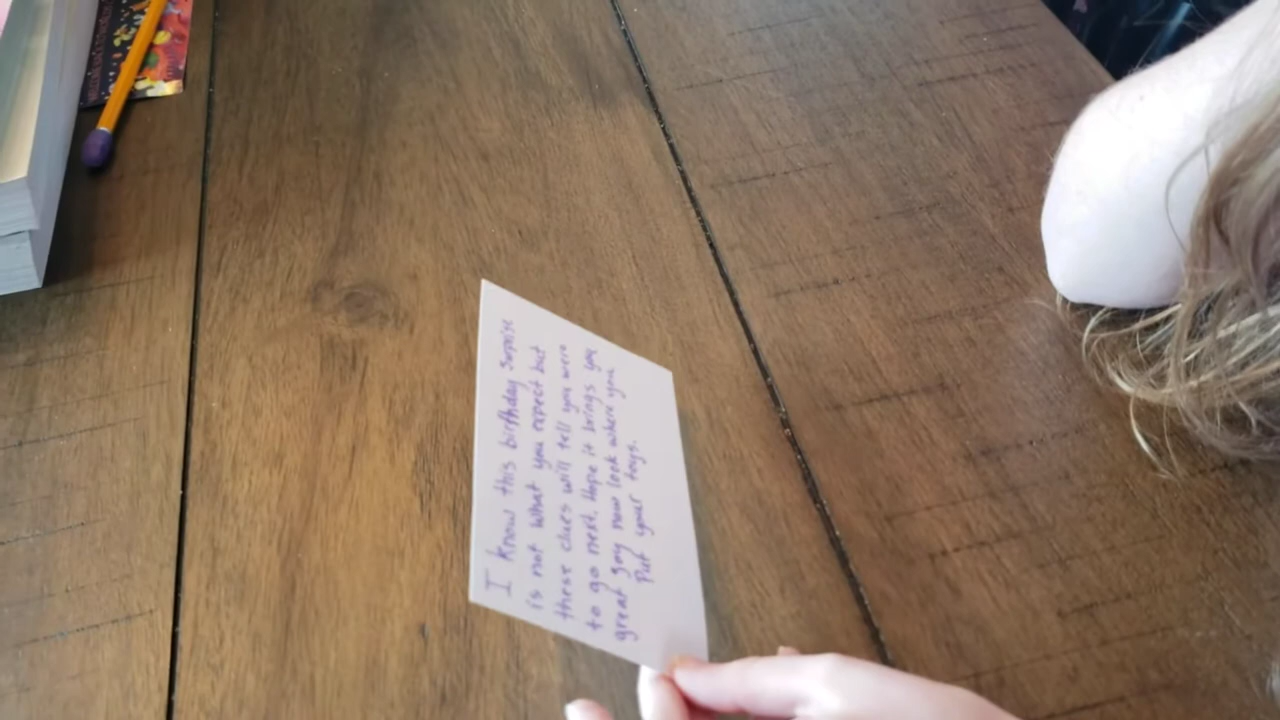 I know this birthday surprise
is not what you expect but
these clues will tell you were
to go next. Hope it brings you
great joy now look where you
Put your toys.